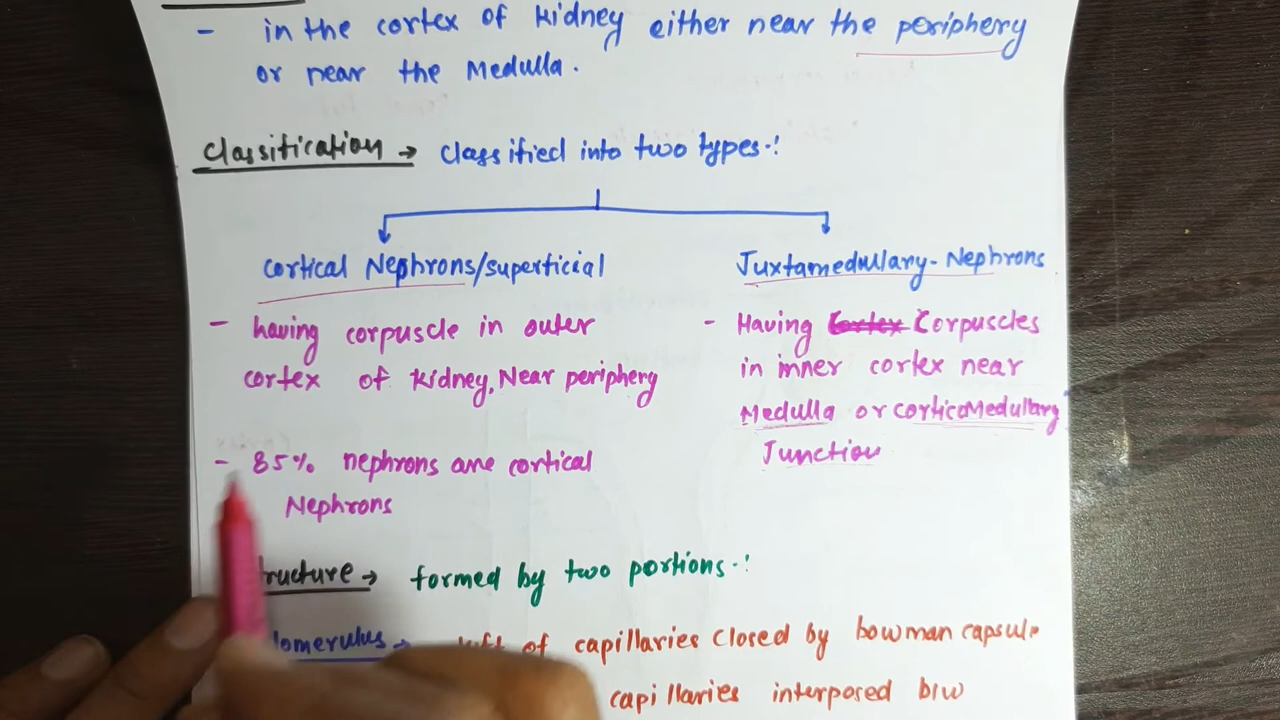 - in the cortex of kidney either near the periphery
or near the Medulla.
Classification → classified into two types:
cortical Nephrons/superficial
Juxtamedullary-Nephrons
- having corpuscle in outer
cortex of kidney, Near periphery
- 85% nephrons are cortical
Nephrons
- Having Cortex Corpuscles
in inner cortex near
Medulla or corticoMedullary
Junction
tructure → formed by two portions:
lomerulus → of capillaries closed by bowman capsule
capillaries interposed b/w